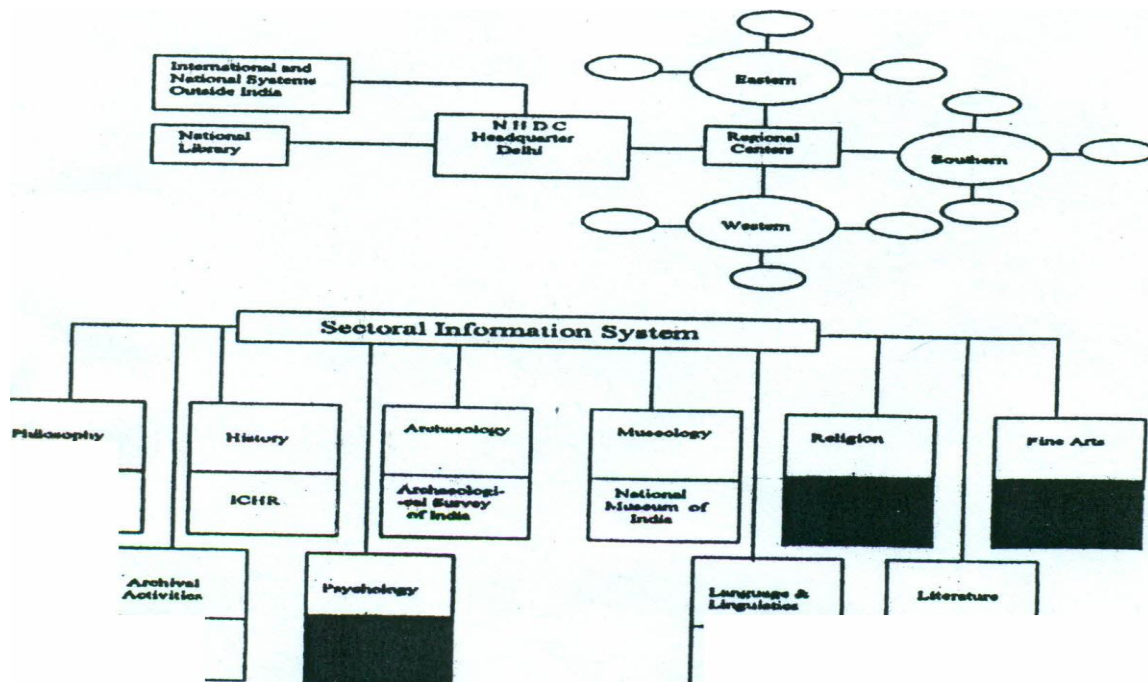 International and
National Systems
Outside India
National
Library
N H D C
Headquarter
Delhi
Regional
Centers
Eastern
Southern
Western
Sectoral Information System
Philosophy
History
ICHR
Archaeology
Archaeologi-
-cal Survey
of India
Museology
National
Museum of
India
Religion
Fine Arts
Archival
Activities
Psychology
Language &
Linguistics
Literature